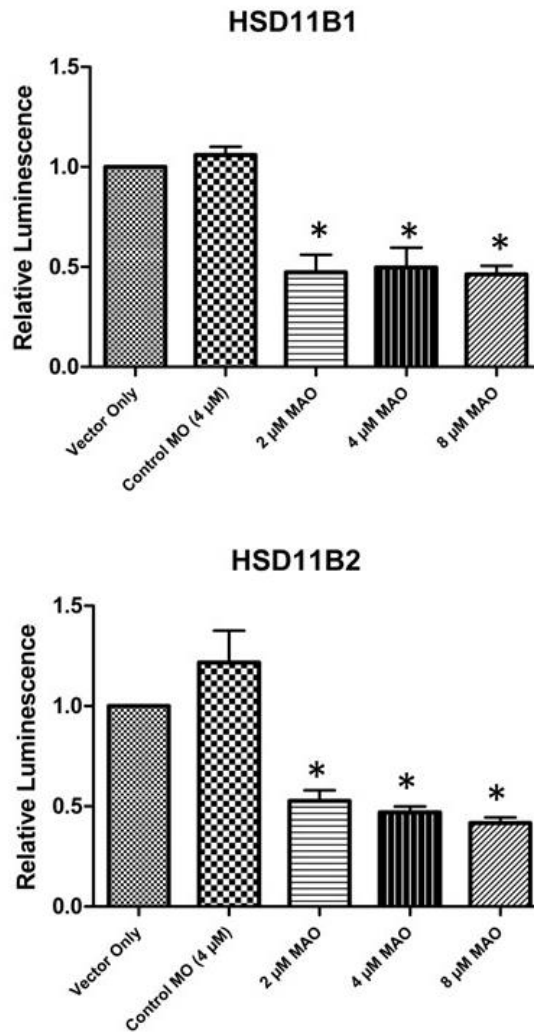 HSD11B1
Relative Luminescence
1.5
1.0
0.5
0.0
* * *
Vector Only
Control MO (4 µM)
2 µM MAO
4 µM MAO
8 µM MAO
HSD11B2
Relative Luminescence
1.5
1.0
0.5
0.0
* * *
Vector Only
Control MO (4 µM)
2 µM MAO
4 µM MAO
8 µM MAO